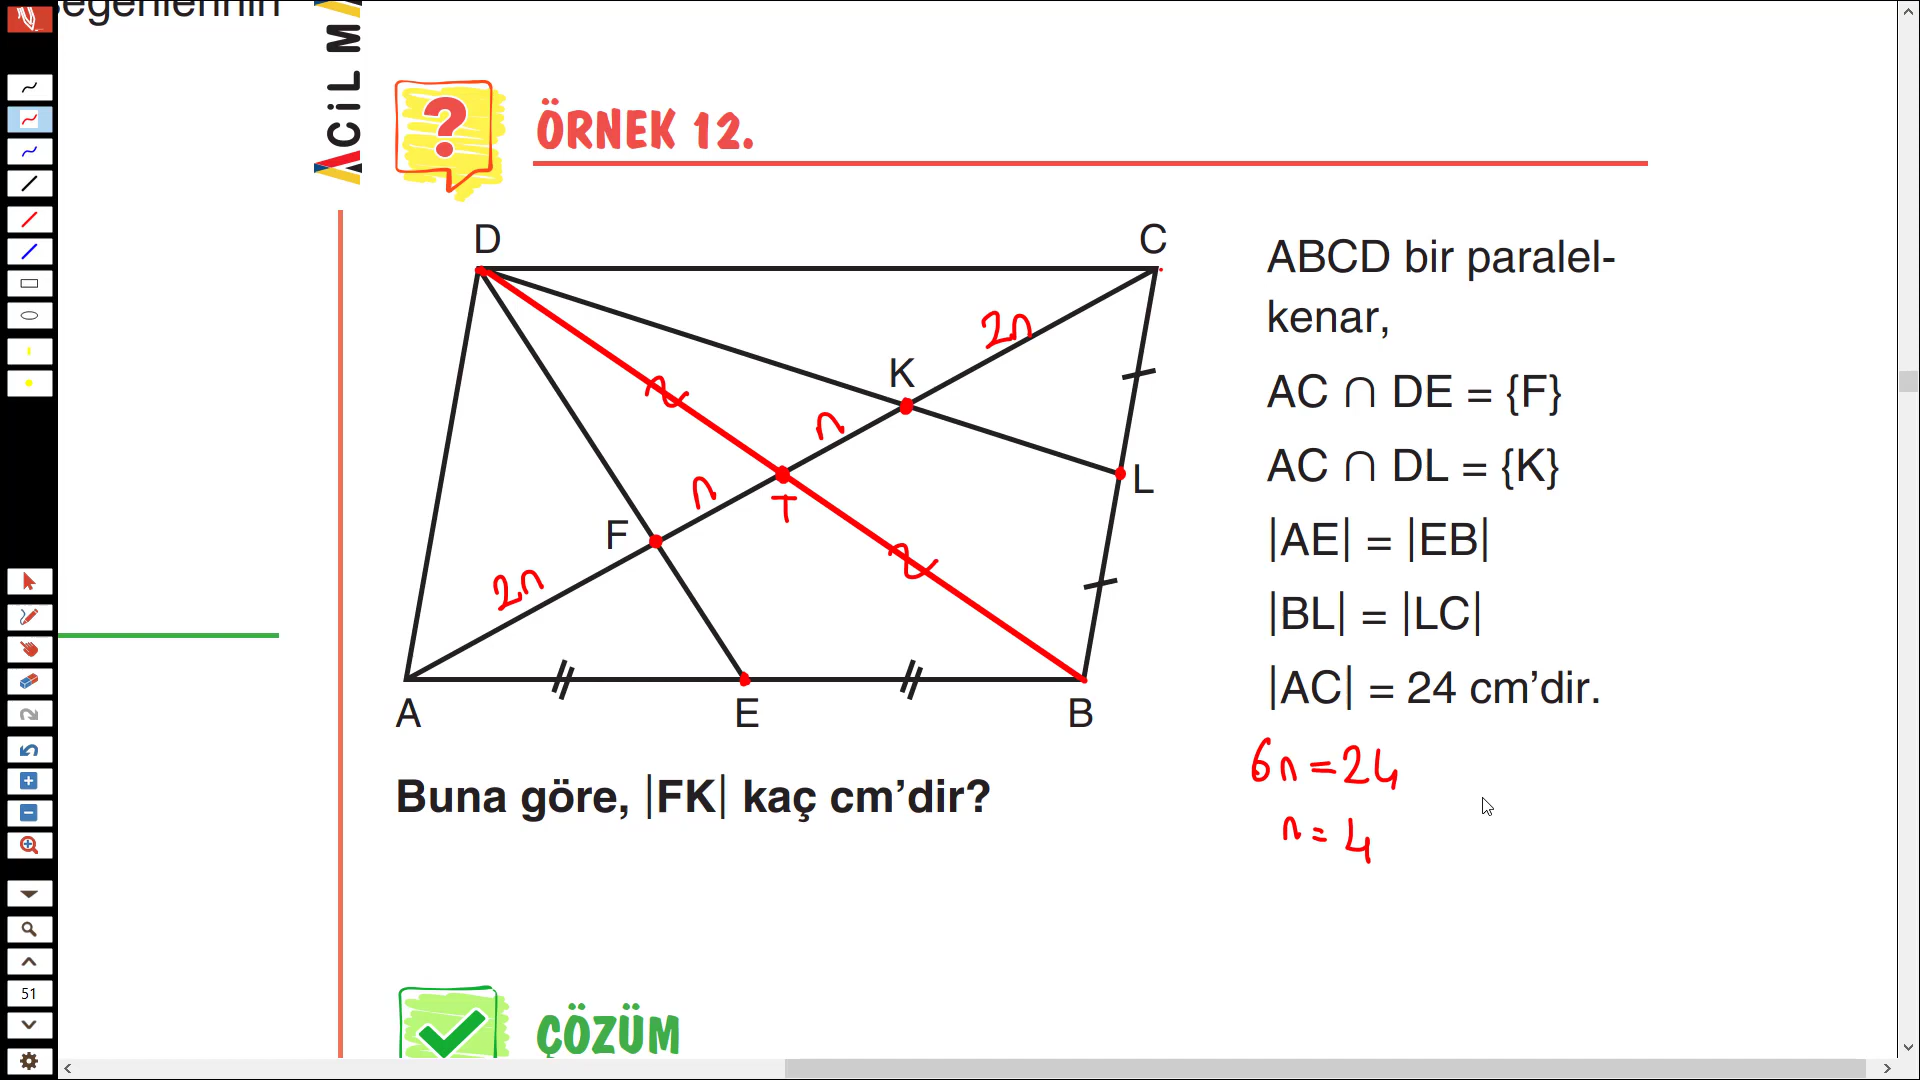 egenlerinin
ACİL M
ÖRNEK 12.
D
C
2n
K
n
n
T
L
F
2n
A
E
B
ABCD bir paralel-
kenar,
AC ∩ DE = {F}
AC ∩ DL = {K}
|AE| = |EB|
|BL| = |LC|
|AC| = 24 cm’dir.
6n = 24
n = 4
Buna göre, |FK| kaç cm’dir?
ÇÖZÜM
51